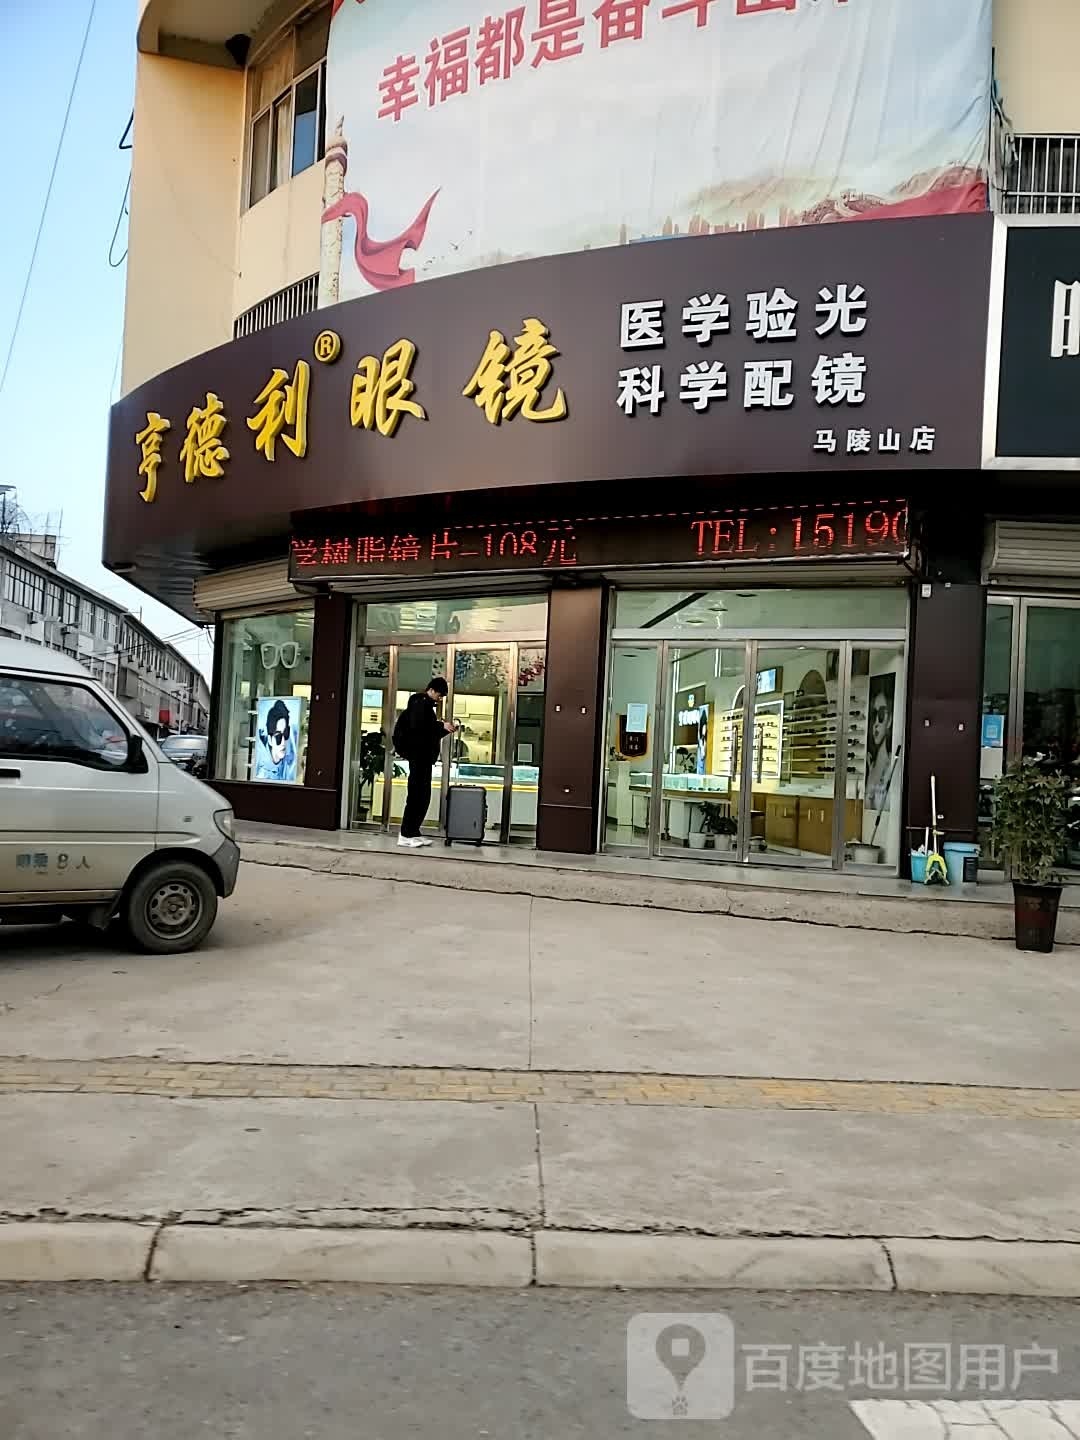 幸福都是奋斗出
亨德利®眼镜
医学验光
科学配镜
马陵山店
学树脂镜片-108元 TEL:15190
8人
百度地图用户